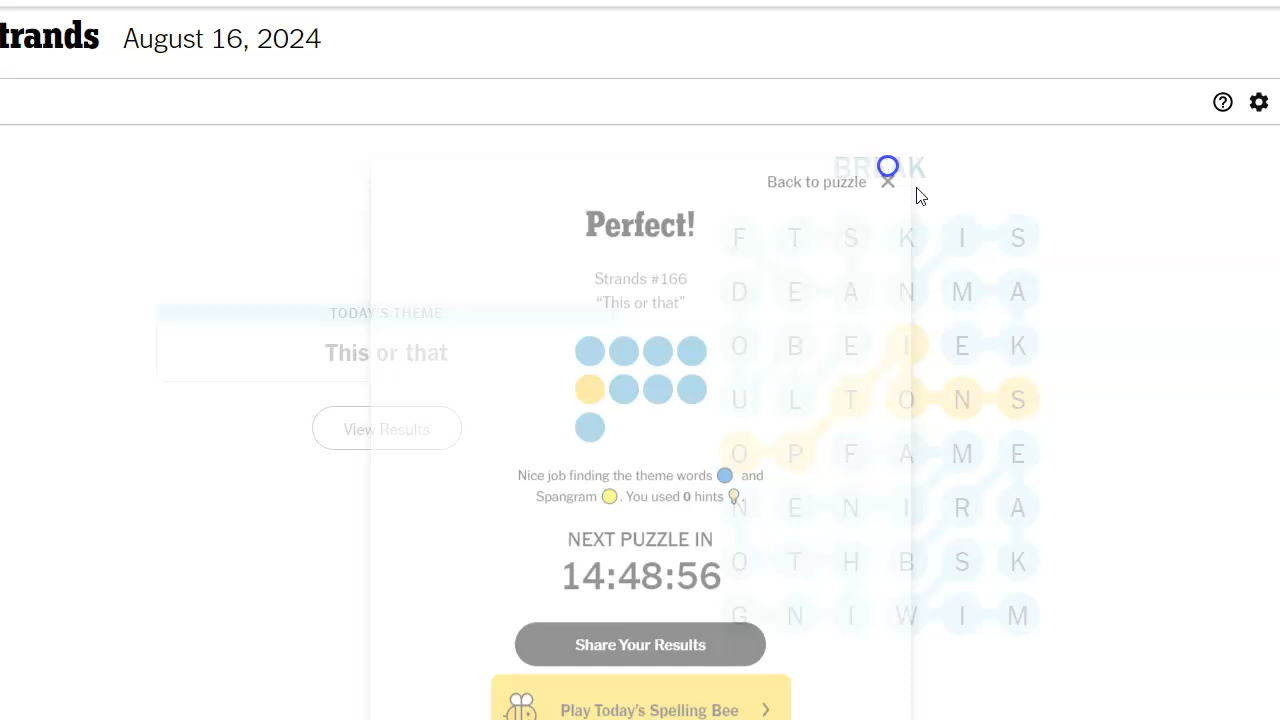 trands August 16, 2024
BREAK
Back to puzzle
Perfect!
Strands #166
“This or that”
TODAY'S THEME
This or that
View Results
Nice job finding the theme words and
Spangram . You used 0 hints .
NEXT PUZZLE IN
14:48:56
Share Your Results
Play Today's Spelling Bee
F T S K I S
D E A N M A
O B E I E K
U L T O N S
O P F A M E
N E N I R A
O T H B S K
G N I W I M